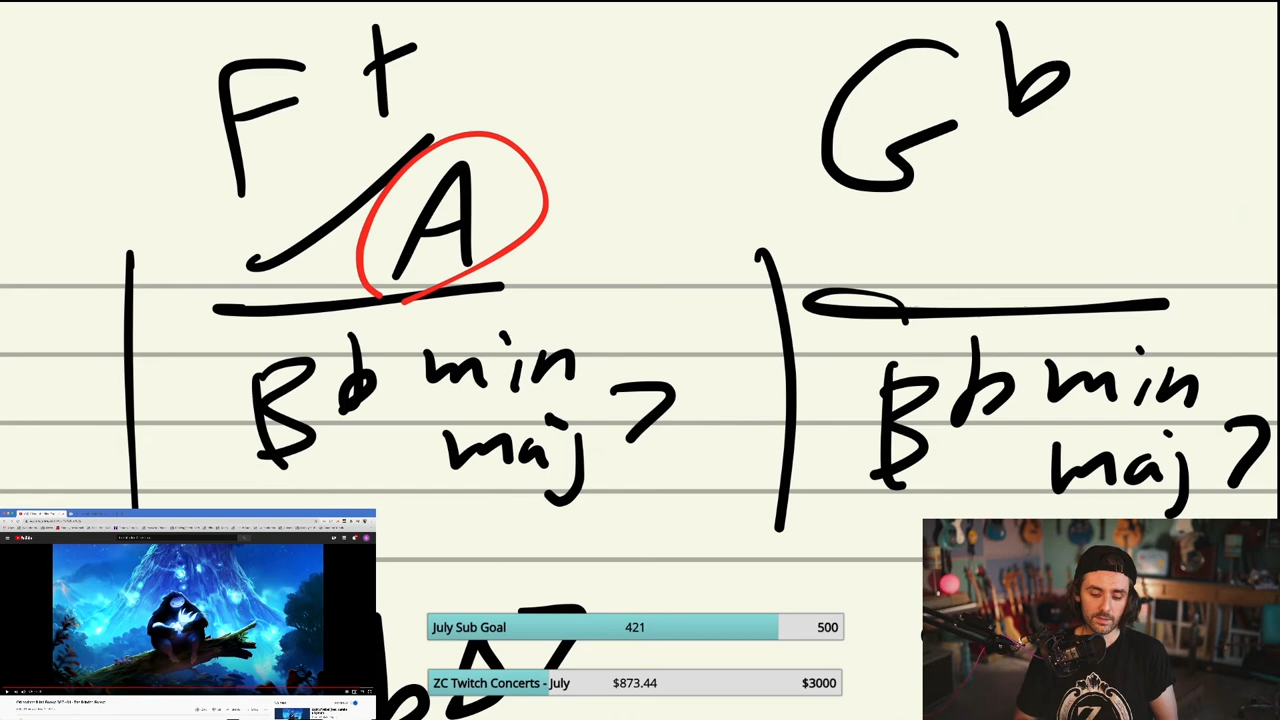 F+ G♭
A
B♭ min B♭ min
maj 7 maj 7
July Sub Goal 421 500
ZC Twitch Concerts - July $873.44 $3000
Z